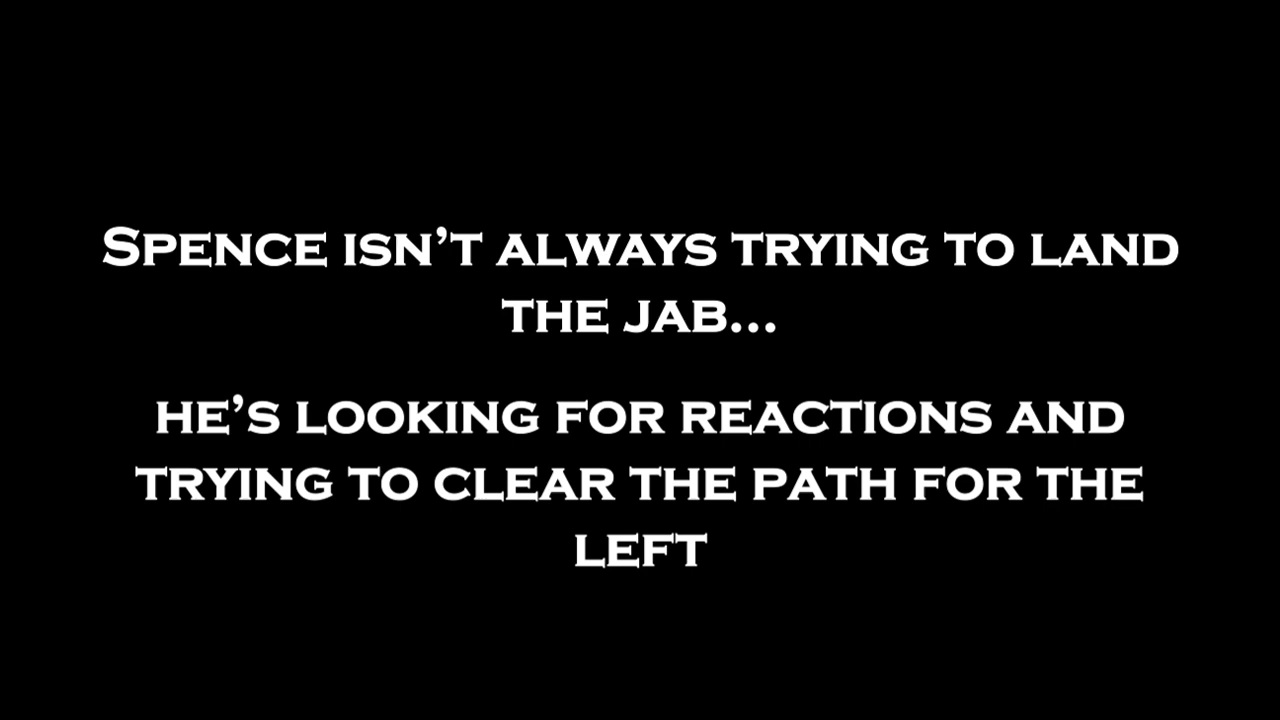 Spence isn’t always trying to land
the jab...
he’s looking for reactions and
trying to clear the path for the
left